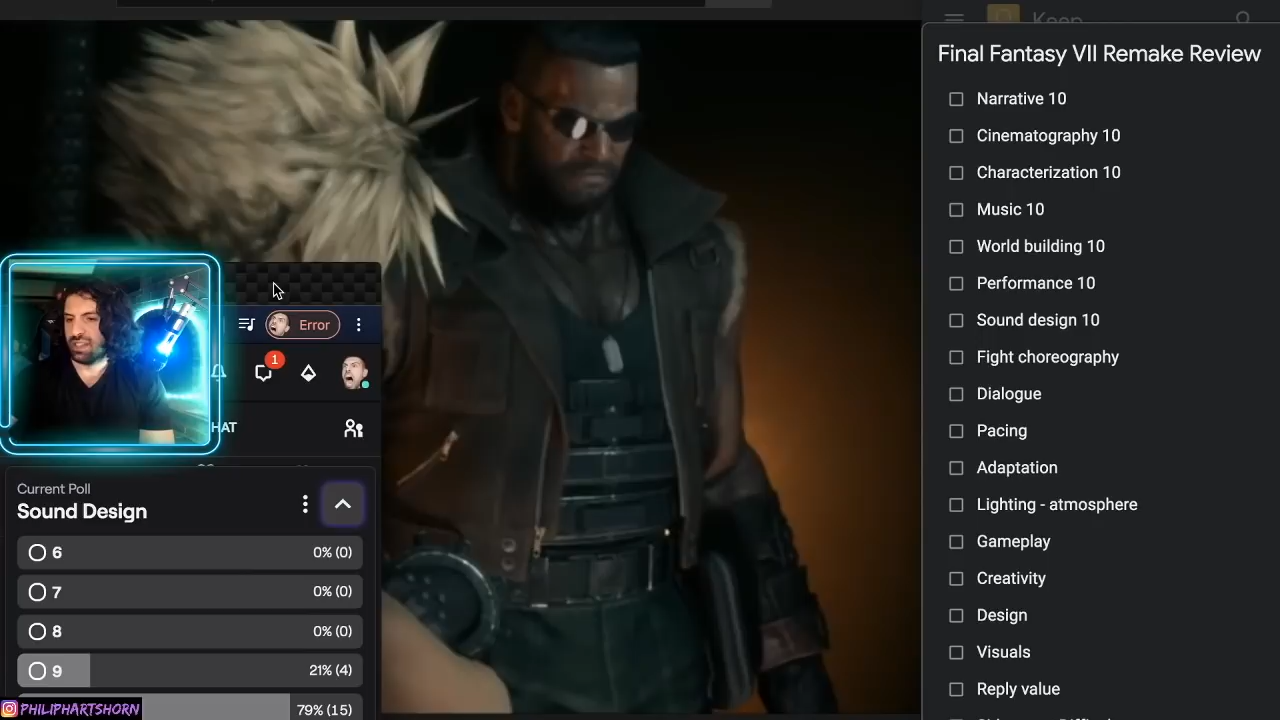 Keep
Final Fantasy VII Remake Review
Narrative 10
Cinematography 10
Characterization 10
Music 10
World building 10
Performance 10
Sound design 10
Fight choreography
Dialogue
Pacing
Adaptation
Lighting - atmosphere
Gameplay
Creativity
Design
Visuals
Reply value
Error
1
HAT
Current Poll
Sound Design
6 0% (0)
7 0% (0)
8 0% (0)
9 21% (4)
79% (15)
PHILIPHARTSHORN